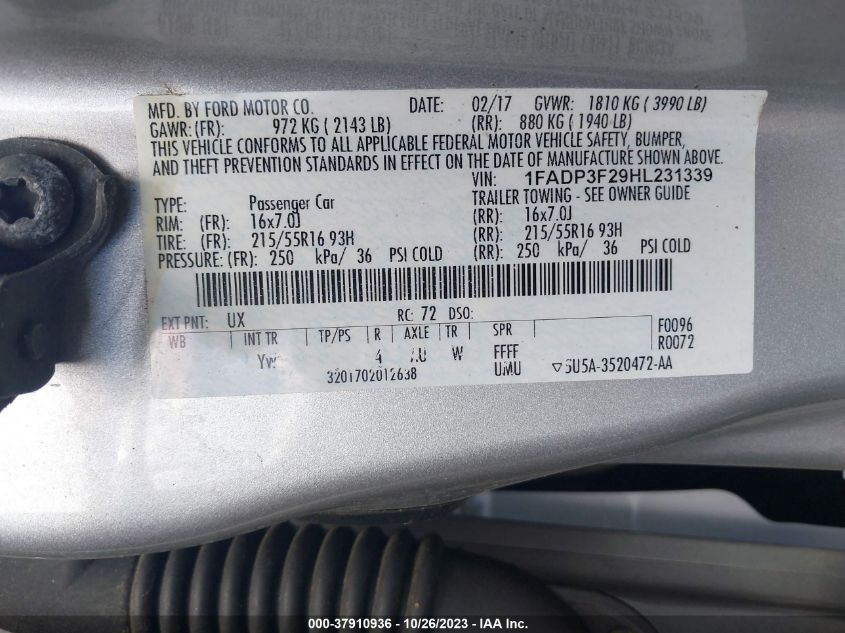 MFD. BY FORD MOTOR CO. DATE: 02/17 GVWR: 1810 KG ( 3990 LB)
GAWR: (FR): 972 KG ( 2143 LB) (RR): 880 KG ( 1940 LB)
THIS VEHICLE CONFORMS TO ALL APPLICABLE FEDERAL MOTOR VEHICLE SAFETY, BUMPER,
AND THEFT PREVENTION STANDARDS IN EFFECT ON THE DATE OF MANUFACTURE SHOWN ABOVE.
VIN: 1FADP3F29HL231339
TYPE: Passenger Car TRAILER TOWING - SEE OWNER GUIDE
RIM: (FR): 16x7.0J (RR): 16x7.0J
TIRE: (FR): 215/55R16 93H (RR): 215/55R16 93H
PRESSURE: (FR): 250 kPa/ 36 PSI COLD (RR): 250 kPa/ 36 PSI COLD
EXT PNT: UX RC: 72 DSO: F0096
WB INT TR TP/PS R AXLE TR SPR R0072
4 W FFFF
3201702012638 UMU ▽5U5A-3520472-AA
000-37910936 - 10/26/2023 - IAA Inc.